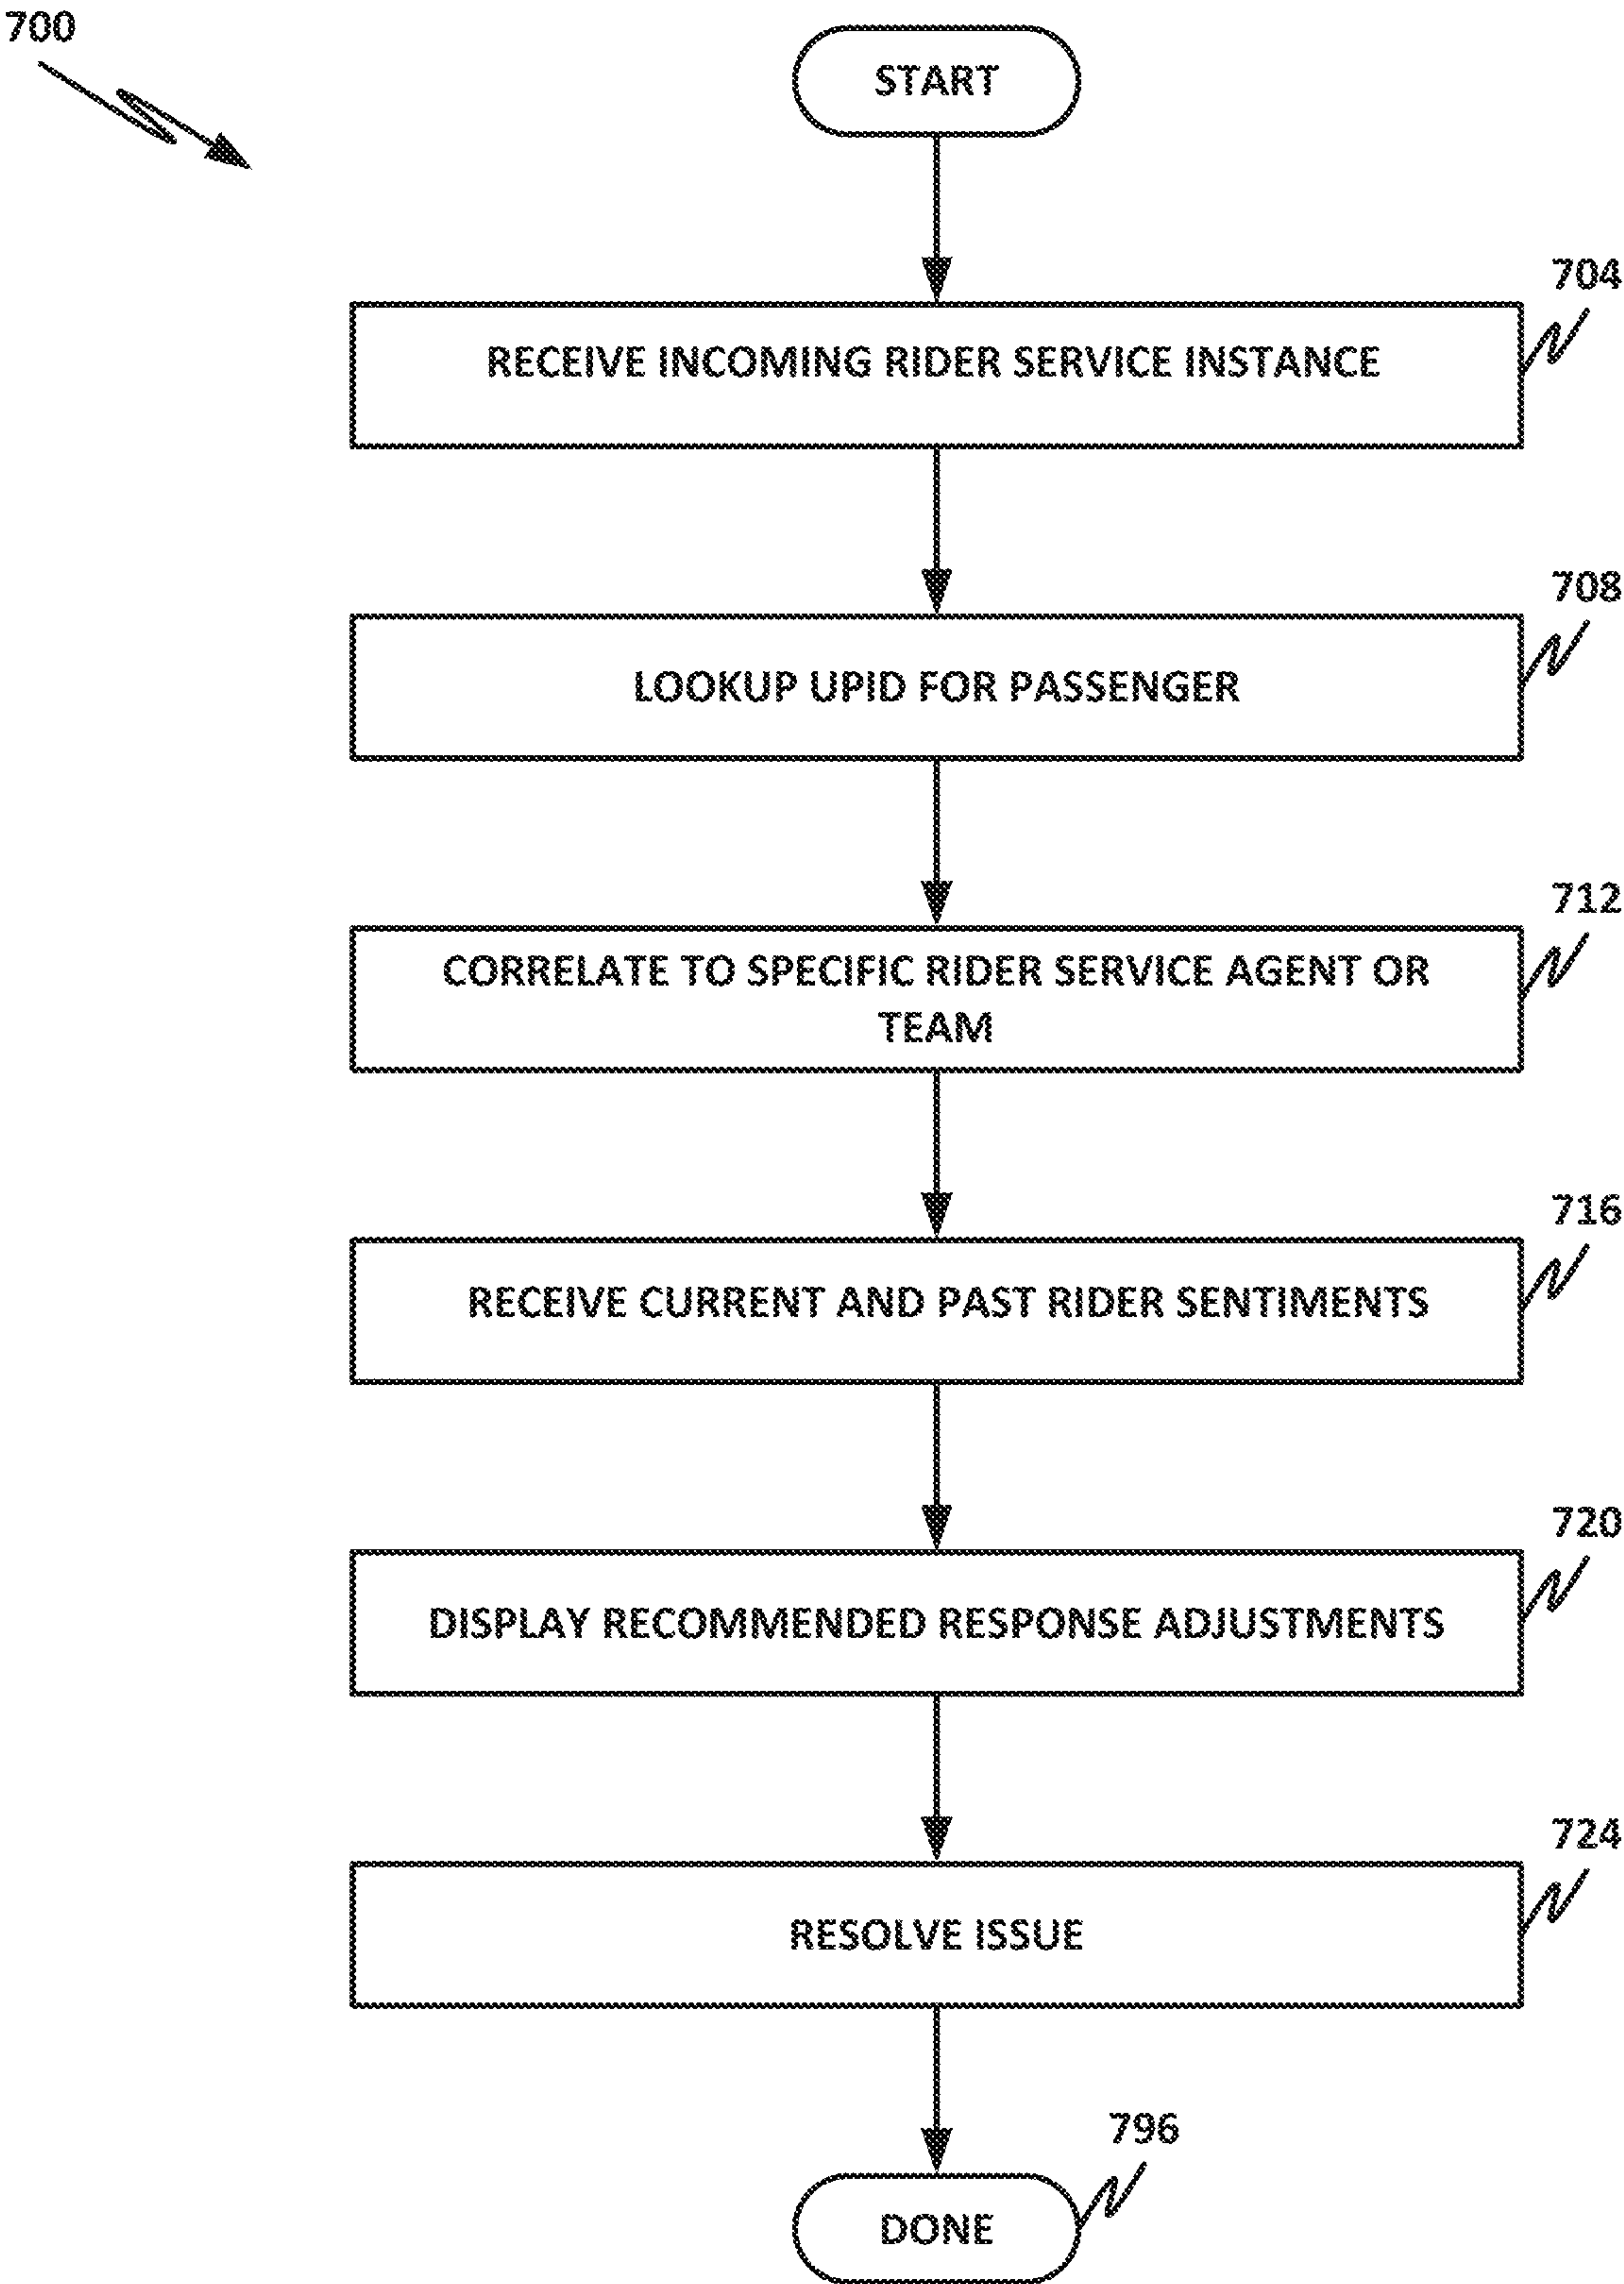 700
START
704
RECEIVE INCOMING RIDER SERVICE INSTANCE
708
LOOKUP UPID FOR PASSENGER
712
CORRELATE TO SPECIFIC RIDER SERVICE AGENT OR
TEAM
716
RECEIVE CURRENT AND PAST RIDER SENTIMENTS
720
DISPLAY RECOMMENDED RESPONSE ADJUSTMENTS
724
RESOLVE ISSUE
796
DONE